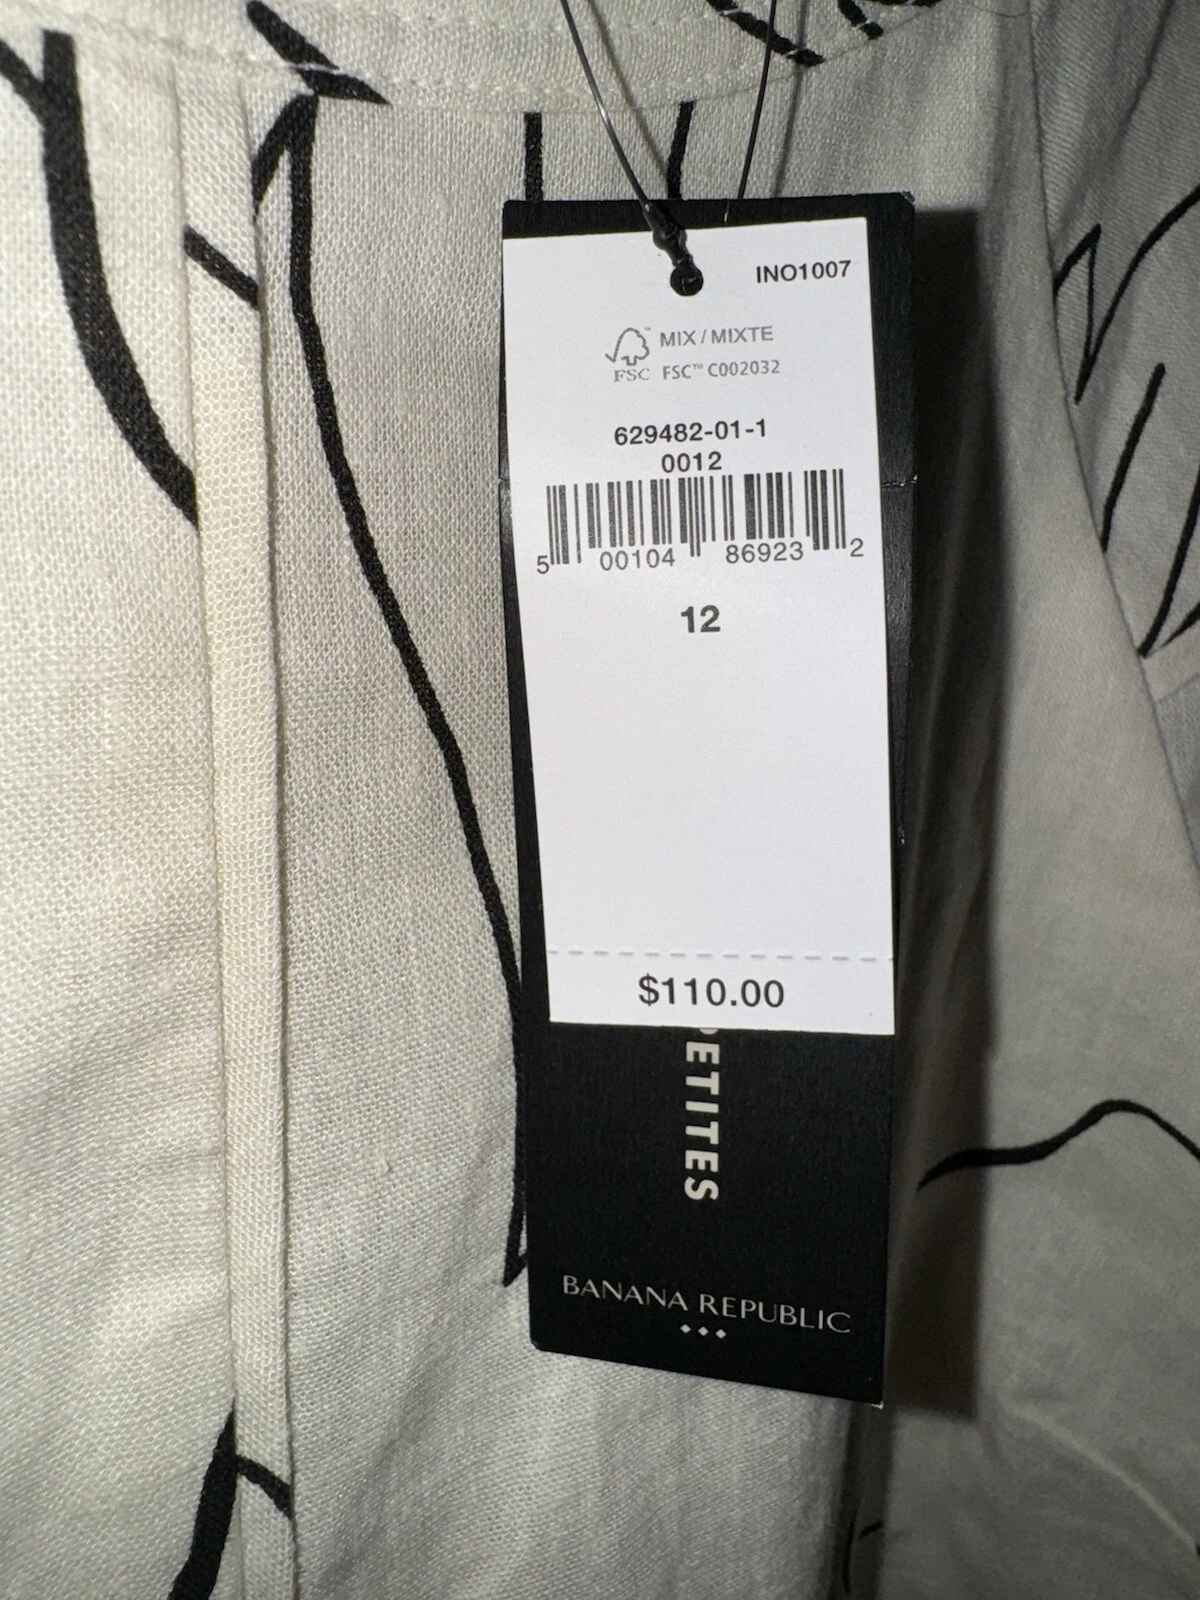 INO1007
MIX / MIXTE
FSC FSC™ C002032
629482-01-1
0012
5 00104 86923 2
12
$110.00
PETITES
BANANA REPUBLIC